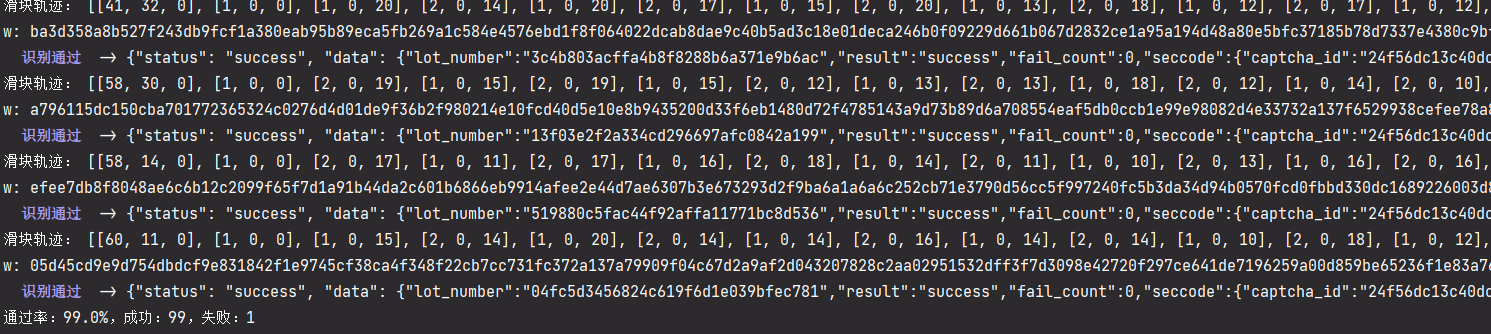 滑块轨迹: [[41, 32, 0], [1, 0, 0], [1, 0, 20], [2, 0, 14], [1, 0, 20], [2, 0, 17], [1, 0, 15], [2, 0, 20], [1, 0, 13], [2, 0, 18], [1, 0, 12], [2, 0, 17], [1, 0, 12],
w: ba3d358a8b527f243db9fcf1a380eab95b89eca5fb269a1c584e4576ebd1f8f064022dcab8dae9c40b5ad3c18e01deca246b0f09229d661b067d2832ce1a95a194d48a80e5bfc37185b78d7337e4380c9bf
识别通过 -> {"status": "success", "data": {"lot_number":"3c4b803acffa4b8f8288b6a371e9b6ac","result":"success","fail_count":0,"seccode":{"captcha_id":"24f56dc13c40dc
滑块轨迹: [[58, 30, 0], [1, 0, 0], [2, 0, 19], [1, 0, 15], [2, 0, 19], [1, 0, 15], [2, 0, 12], [1, 0, 13], [2, 0, 13], [1, 0, 18], [2, 0, 12], [1, 0, 14], [2, 0, 10],
w: a796115dc150cba701772365324c0276d4d01de9f36b2f980214e10fcd40d5e10e8b9435200d33f6eb1480d72f4785143a9d73b89d6a708554eaf5db0ccb1e99e98082d4e33732a137f6529938cefee78a8
识别通过 -> {"status": "success", "data": {"lot_number":"13f03e2f2a334cd296697afc0842a199","result":"success","fail_count":0,"seccode":{"captcha_id":"24f56dc13c40dc
滑块轨迹: [[58, 14, 0], [1, 0, 0], [2, 0, 17], [1, 0, 11], [2, 0, 17], [1, 0, 16], [2, 0, 18], [1, 0, 14], [2, 0, 11], [1, 0, 10], [2, 0, 13], [1, 0, 16], [2, 0, 16],
w: efee7db8f8048ae6c6b12c2099f65f7d1a91b44da2c601b6866eb9914afee2e44d7ae6307b3e673293d2f9ba6a1a6a6c252cb71e3790d56cc5f997240fc5b3da34d94b0570fcd0fbbd330dc1689226003d8
识别通过 -> {"status": "success", "data": {"lot_number":"519880c5fac44f92affa11771bc8d536","result":"success","fail_count":0,"seccode":{"captcha_id":"24f56dc13c40dc
滑块轨迹: [[60, 11, 0], [1, 0, 0], [1, 0, 15], [2, 0, 14], [1, 0, 20], [2, 0, 14], [1, 0, 14], [2, 0, 16], [1, 0, 14], [2, 0, 14], [1, 0, 10], [2, 0, 18], [1, 0, 12],
w: 05d45cd9e9d754dbdcf9e831842f1e9745cf38ca4f348f22cb7cc731fc372a137a79909f04c67d2a9af2d043207828c2aa02951532dff3f7d3098e42720f297ce641de7196259a00d859be65236f1e83a76
识别通过 -> {"status": "success", "data": {"lot_number":"04fc5d3456824c619f6d1e039bfec781","result":"success","fail_count":0,"seccode":{"captcha_id":"24f56dc13c40dc
通过率: 99.0%, 成功: 99, 失败: 1